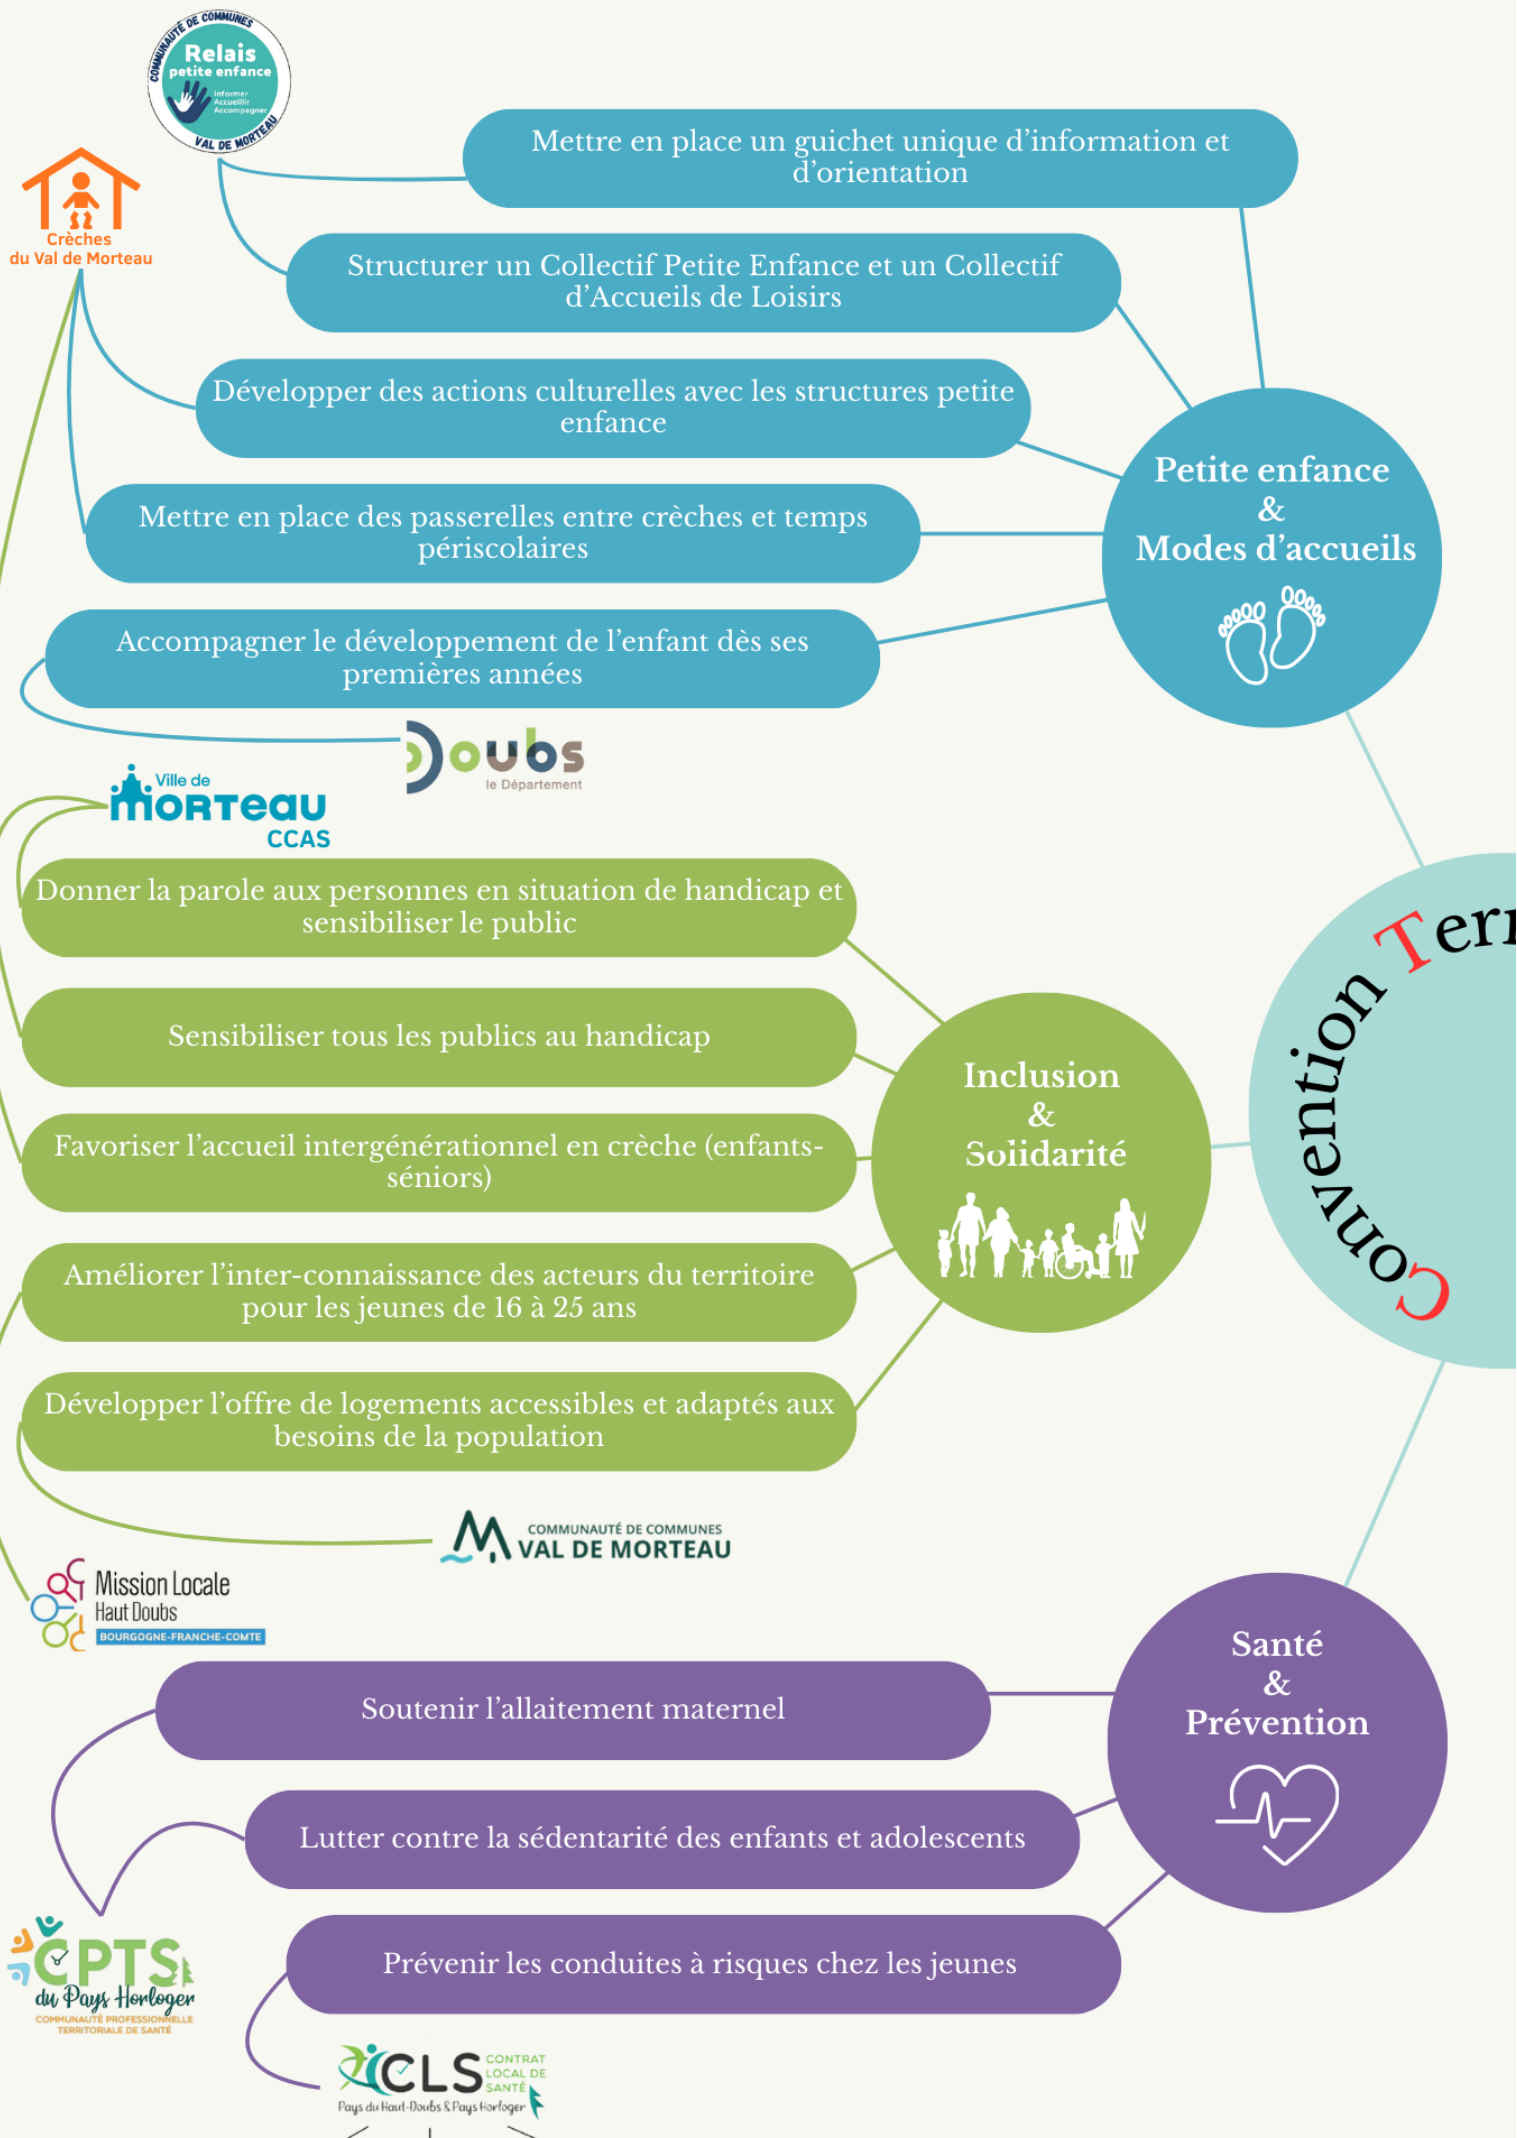 COMMUNAUTÉ DE COMMUNES
Relais
petite enfance
Informer
Accueillir
Accompagner
VAL DE MORTEAU
Crèches
du Val de Morteau
Mettre en place un guichet unique d'information et
d'orientation
Structurer un Collectif Petite Enfance et un Collectif
d'Accueils de Loisirs
Développer des actions culturelles avec les structures petite
enfance
Mettre en place des passerelles entre crèches et temps
périscolaires
Accompagner le développement de l'enfant dès ses
premières années
Petite enfance
&
Modes d'accueils
Doubs
le Département
Ville de
MORTEAU
CCAS
Donner la parole aux personnes en situation de handicap et
sensibiliser le public
Sensibiliser tous les publics au handicap
Favoriser l'accueil intergénérationnel en crèche (enfants-
séniors)
Améliorer l'inter-connaissance des acteurs du territoire
pour les jeunes de 16 à 25 ans
Développer l'offre de logements accessibles et adaptés aux
besoins de la population
Inclusion
&
Solidarité
Convention Terr
COMMUNAUTÉ DE COMMUNES
VAL DE MORTEAU
Mission Locale
Haut Doubs
BOURGOGNE-FRANCHE-COMTE
Soutenir l'allaitement maternel
Lutter contre la sédentarité des enfants et adolescents
Prévenir les conduites à risques chez les jeunes
Santé
&
Prévention
CPTS
du Pays Horloger
COMMUNAUTÉ PROFESSIONNELLE
TERRITORIALE DE SANTÉ
CLS
CONTRAT
LOCAL DE
SANTÉ
Pays du Haut-Doubs & Pays Horloger